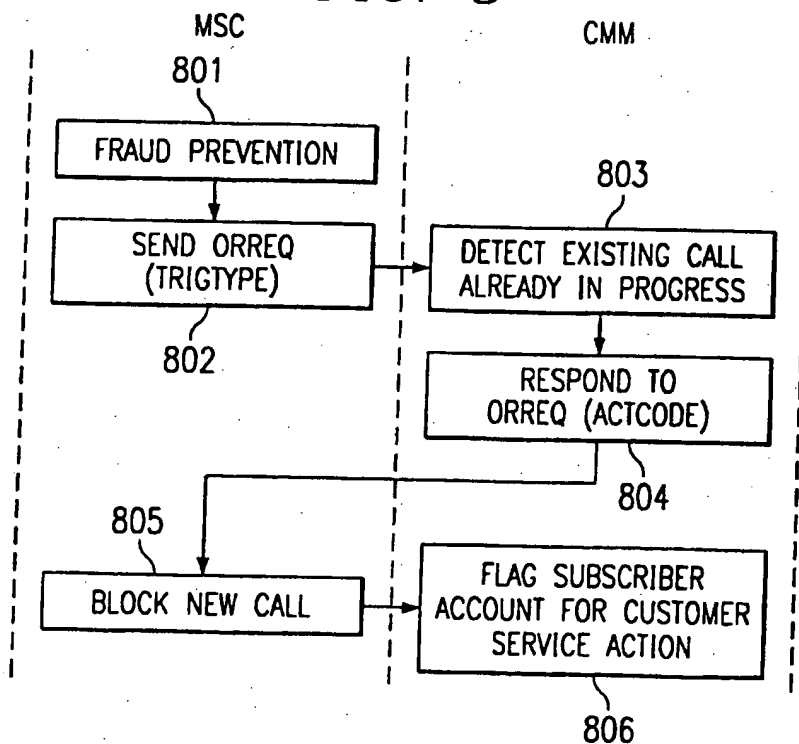 MSC
CMM
801
FRAUD PREVENTION
803
SEND ORREQ
(TRIGTYPE)
802
DETECT EXISTING CALL
ALREADY IN PROGRESS
RESPOND TO
ORREQ (ACTCODE)
804
805
BLOCK NEW CALL
FLAG SUBSCRIBER
ACCOUNT FOR CUSTOMER
SERVICE ACTION
806